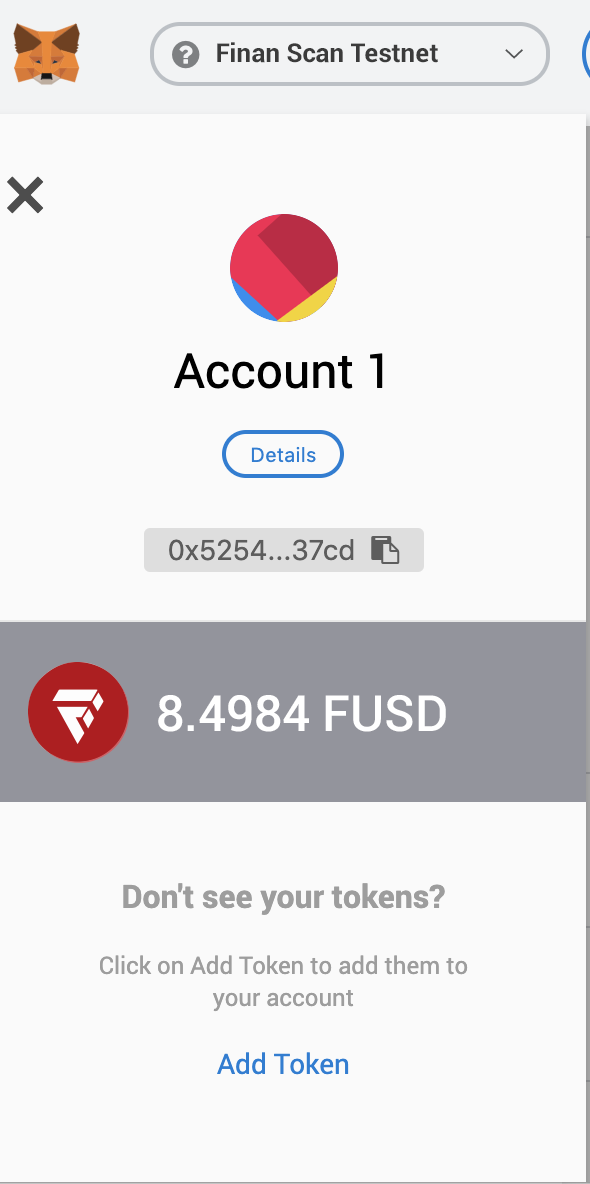 Finan Scan Testnet
Account 1
Details
0x5254...37cd
8.4984 FUSD
Don't see your tokens?
Click on Add Token to add them to
your account
Add Token